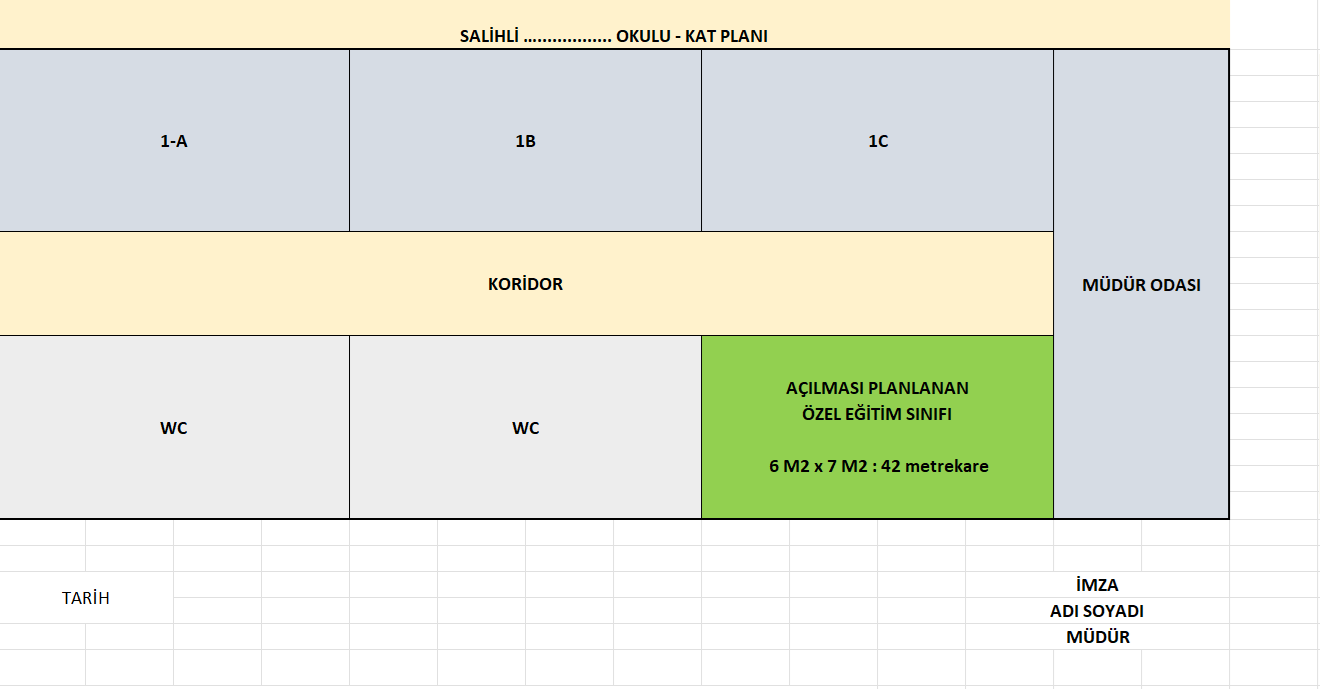 SALİHLİ .................. OKULU - KAT PLANI
1-A
1B
1C
KORİDOR
MÜDÜR ODASI
WC
WC
AÇILMASI PLANLANAN
ÖZEL EĞİTİM SINIFI
6 M2 x 7 M2 : 42 metrekare
TARİH
İMZA
ADI SOYADI
MÜDÜR